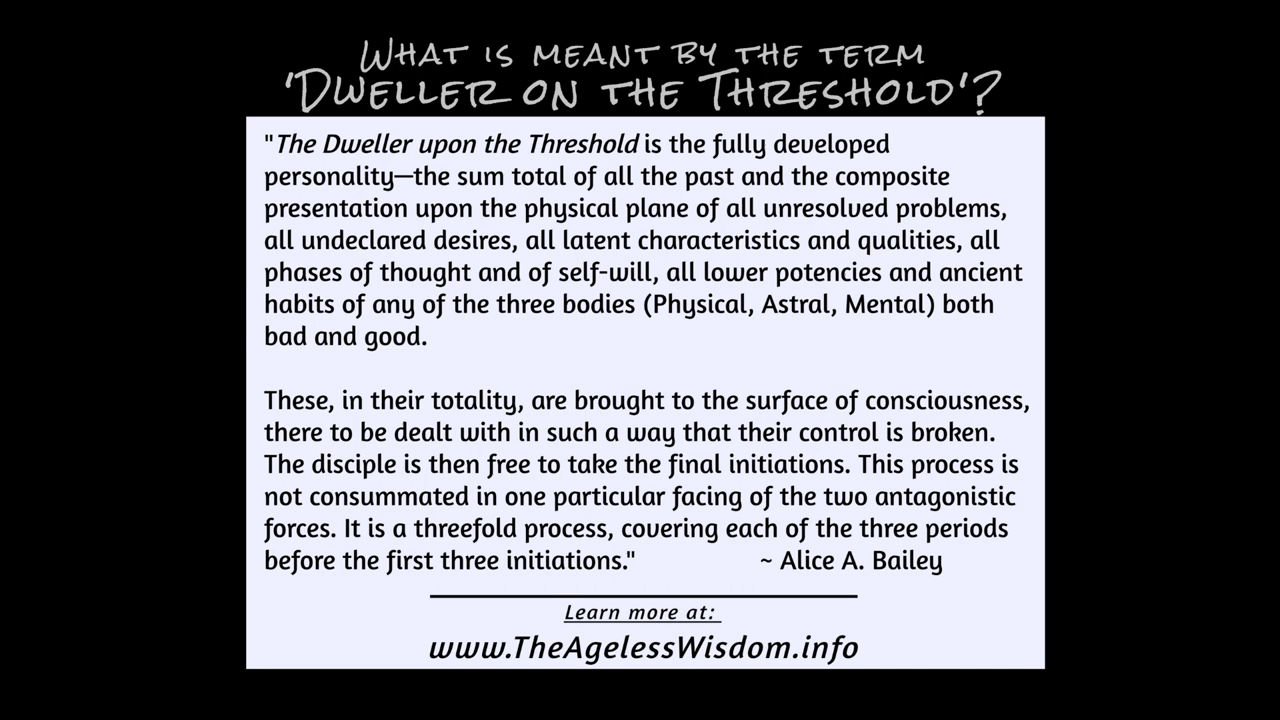 What is meant by the term
'Dweller on the Threshold'?
"The Dweller upon the Threshold is the fully developed
personality—the sum total of all the past and the composite
presentation upon the physical plane of all unresolved problems,
all undeclared desires, all latent characteristics and qualities, all
phases of thought and of self-will, all lower potencies and ancient
habits of any of the three bodies (Physical, Astral, Mental) both
bad and good.
These, in their totality, are brought to the surface of consciousness,
there to be dealt with in such a way that their control is broken.
The disciple is then free to take the final initiations. This process is
not consummated in one particular facing of the two antagonistic
forces. It is a threefold process, covering each of the three periods
before the first three initiations." ~ Alice A. Bailey
Learn more at:
www.TheAgelessWisdom.info